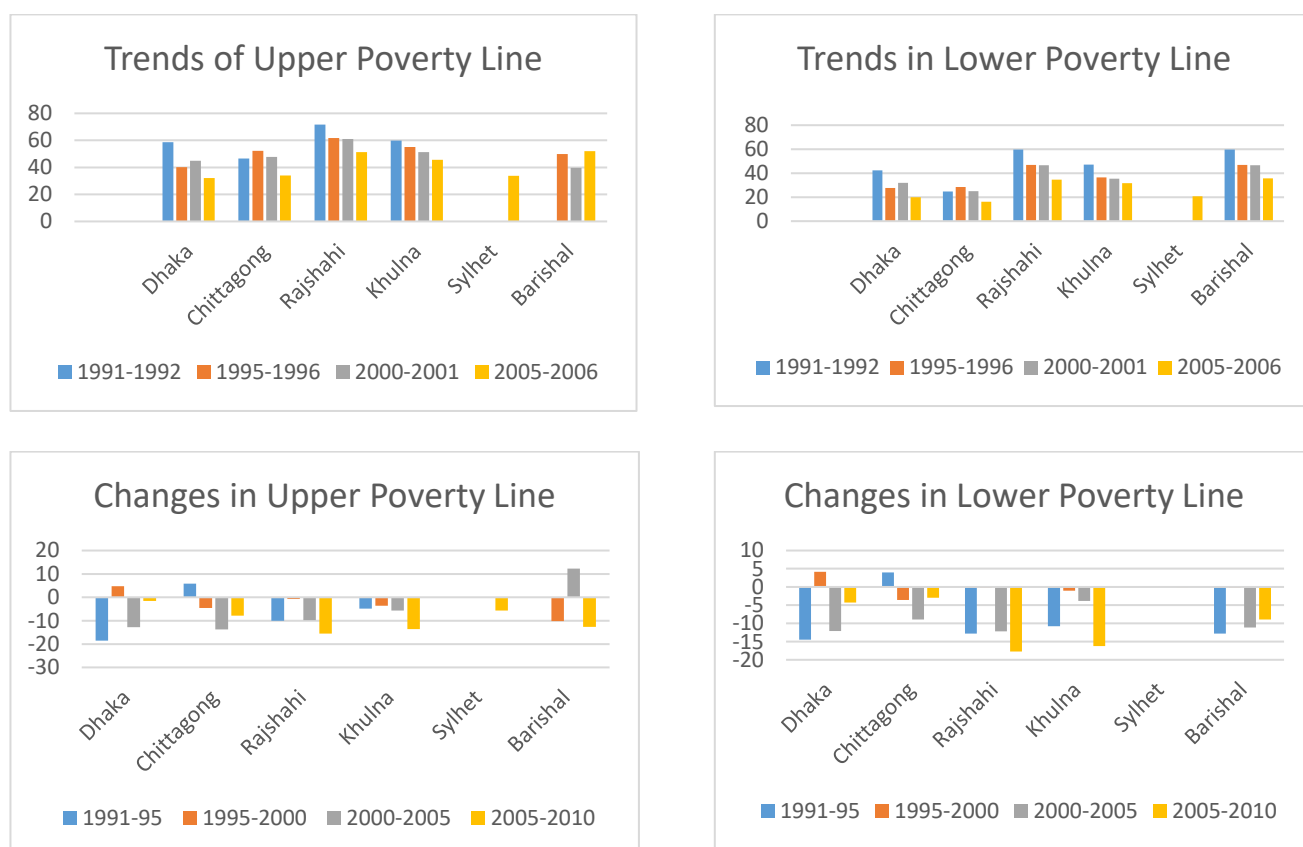 Trends of Upper Poverty Line
80
60
40
20
0
Dhaka
Chittagong
Rajshahi
Khulna
Sylhet
Barishal
1991-1992 1995-1996 2000-2001 2005-2006
Trends in Lower Poverty Line
80
60
40
20
0
Dhaka
Chittagong
Rajshahi
Khulna
Sylhet
Barishal
1991-1992 1995-1996 2000-2001 2005-2006
Changes in Upper Poverty Line
20
10
0
-10
-20
-30
Dhaka
Chittagong
Rajshahi
Khulna
Sylhet
Barishal
1991-95 1995-2000 2000-2005 2005-2010
Changes in Lower Poverty Line
10
5
0
-5
-10
-15
-20
Dhaka
Chittagong
Rajshahi
Khulna
Sylhet
Barishal
1991-95 1995-2000 2000-2005 2005-2010